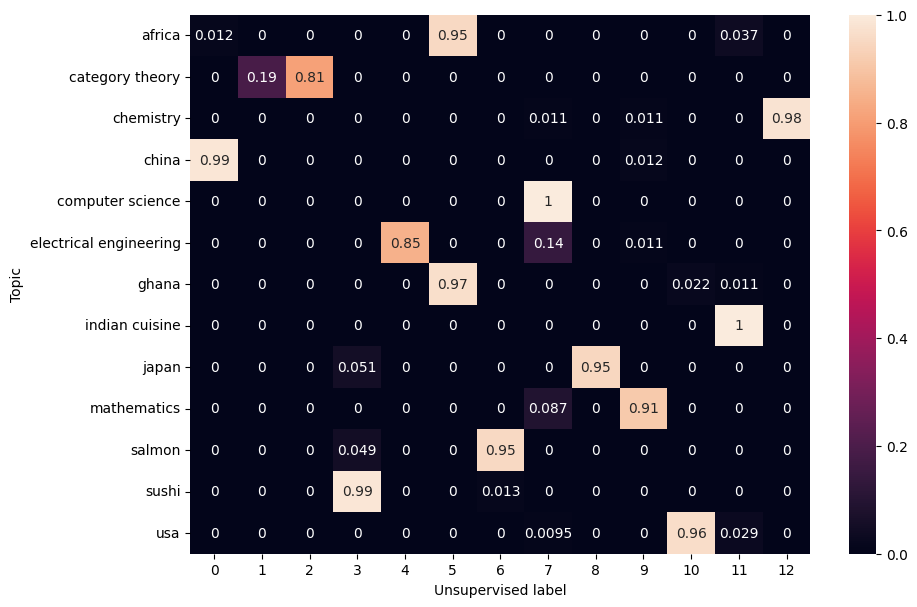 africa 0.012 0 0 0 0 0.95 0 0 0 0 0 0.037 0
category theory 0 0.19 0.81 0 0 0 0 0 0 0 0 0 0
chemistry 0 0 0 0 0 0 0 0.011 0 0.011 0 0 0.98
china 0.99 0 0 0 0 0 0 0 0 0.012 0 0 0
computer science 0 0 0 0 0 0 0 1 0 0 0 0 0
electrical engineering 0 0 0 0 0.85 0 0 0.14 0 0.011 0 0 0
ghana 0 0 0 0 0 0.97 0 0 0 0 0.022 0.011 0
indian cuisine 0 0 0 0 0 0 0 0 0 0 0 1 0
japan 0 0 0 0.051 0 0 0 0 0.95 0 0 0 0
mathematics 0 0 0 0 0 0 0 0.087 0 0.91 0 0 0
salmon 0 0 0 0.049 0 0 0.95 0 0 0 0 0 0
sushi 0 0 0 0.99 0 0 0.013 0 0 0 0 0 0
usa 0 0 0 0 0 0 0 0.0095 0 0 0.96 0.029 0
0 1 2 3 4 5 6 7 8 9 10 11 12
Unsupervised label
Topic
1.0
0.8
0.6
0.4
0.2
0.0